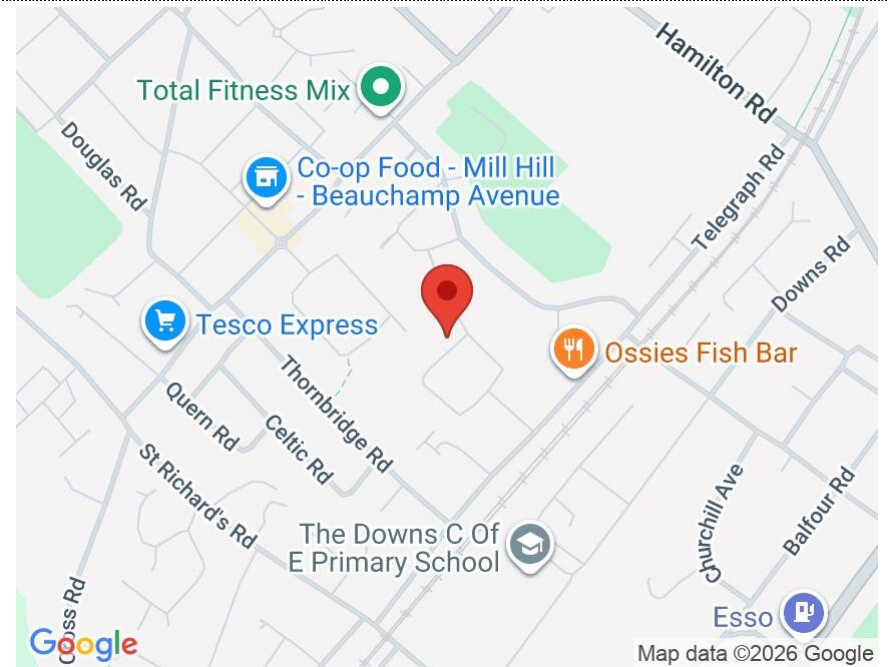 Hamilton Rd
Total Fitness Mix
Douglas Rd
Co-op Food - Mill Hill
- Beauchamp Avenue
Telegraph Rd
Downs Rd
Tesco Express
Ossies Fish Bar
Thornbridge Rd
Quern Rd
Celtic Rd
St Richard's Rd
Churchill Ave
Balfour Rd
The Downs C Of
E Primary School
Esso
Google
Map data ©2026 Google